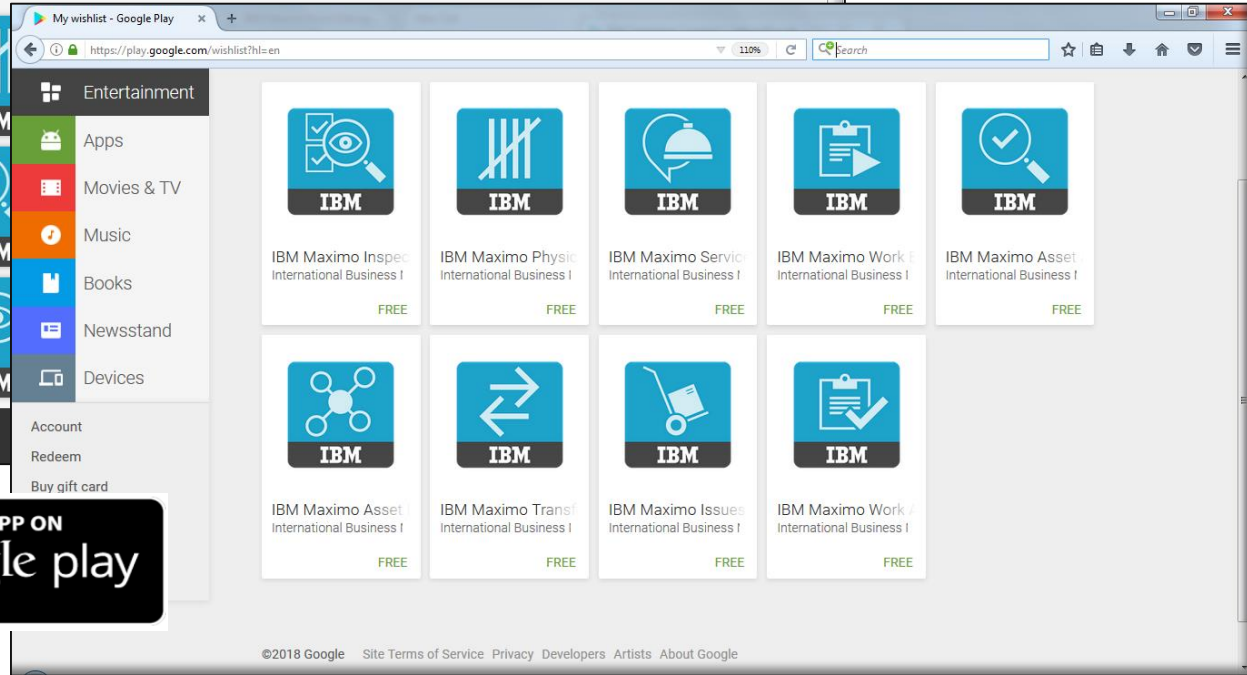 My wishlist - Google Play
https://play.google.com/wishlist?hl=en
110%
Search
Entertainment
Apps
Movies & TV
Music
Books
Newsstand
Devices
Account
Redeem
Buy gift card
IBM
IBM
IBM
IBM
IBM
IBM Maximo Inspec
IBM Maximo Physic
IBM Maximo Servic
IBM Maximo Work
IBM Maximo Asset
International Business
International Business
International Business
International Business
International Business
FREE
FREE
FREE
FREE
FREE
IBM
IBM
IBM
IBM
IBM Maximo Asset
IBM Maximo Transf
IBM Maximo Issues
IBM Maximo Work
International Business
International Business
International Business
International Business
FREE
FREE
FREE
FREE
PP ON
le play
©2018 Google Site Terms of Service Privacy Developers Artists About Google